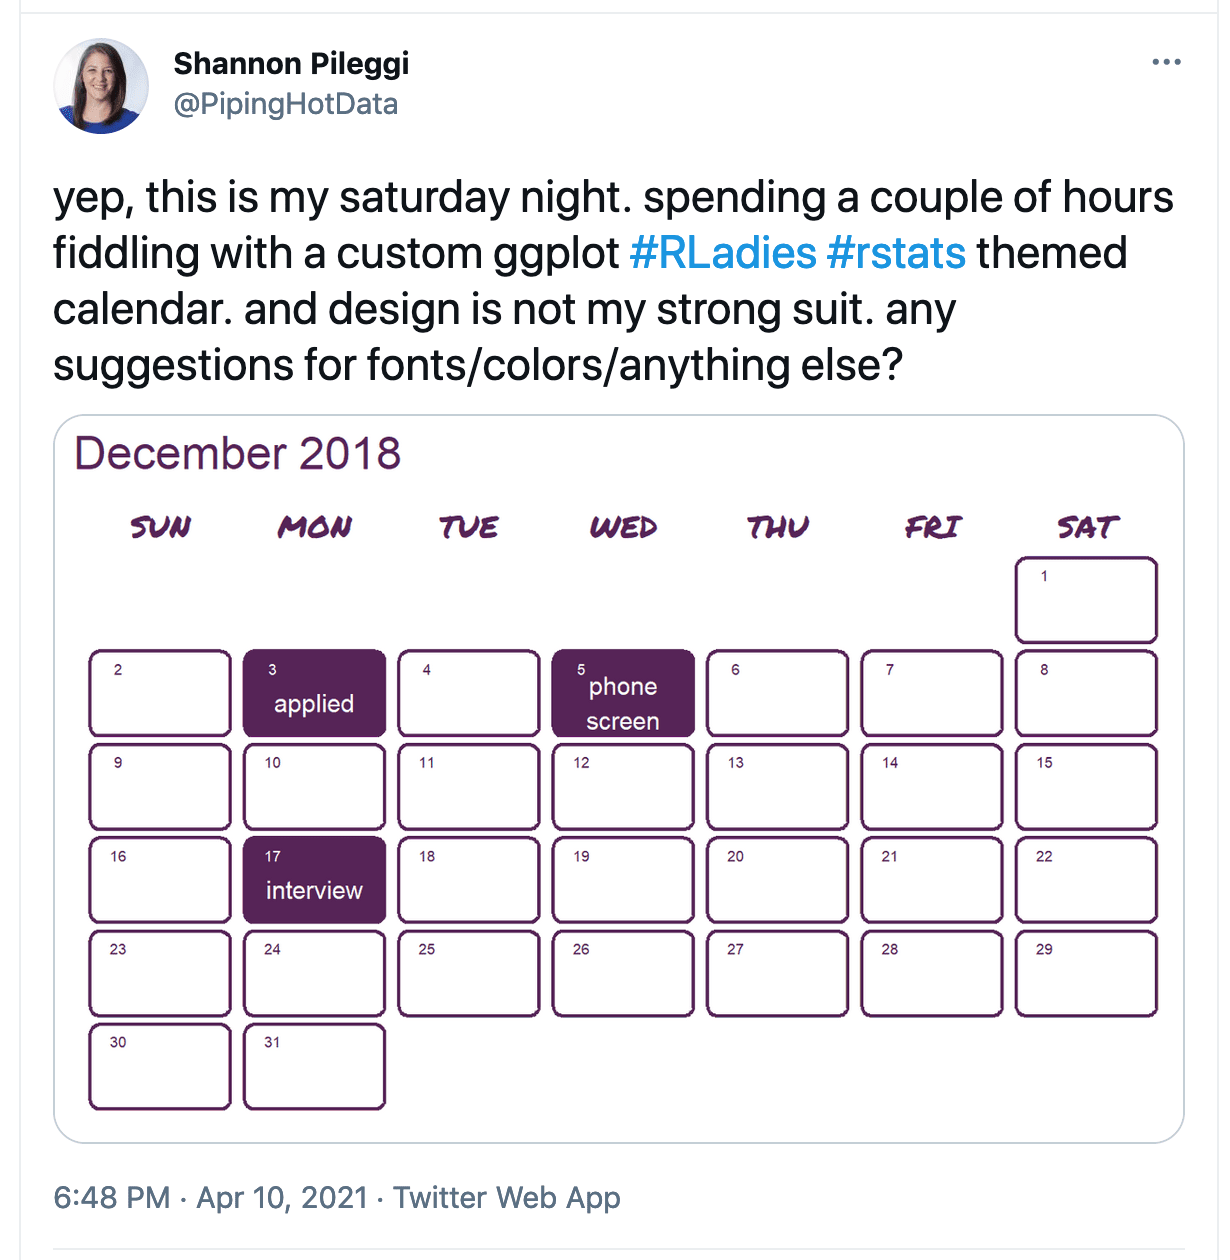 Shannon Pileggi
@PipingHotData
yep, this is my saturday night. spending a couple of hours
fiddling with a custom ggplot #RLadies #rstats themed
calendar. and design is not my strong suit. any
suggestions for fonts/colors/anything else?
December 2018
SUN MON TUE WED THU FRI SAT
1
2 3 4 5 6 7 8
applied phone
screen
9 10 11 12 13 14 15
16 17 18 19 20 21 22
interview
23 24 25 26 27 28 29
30 31
6:48 PM · Apr 10, 2021 · Twitter Web App